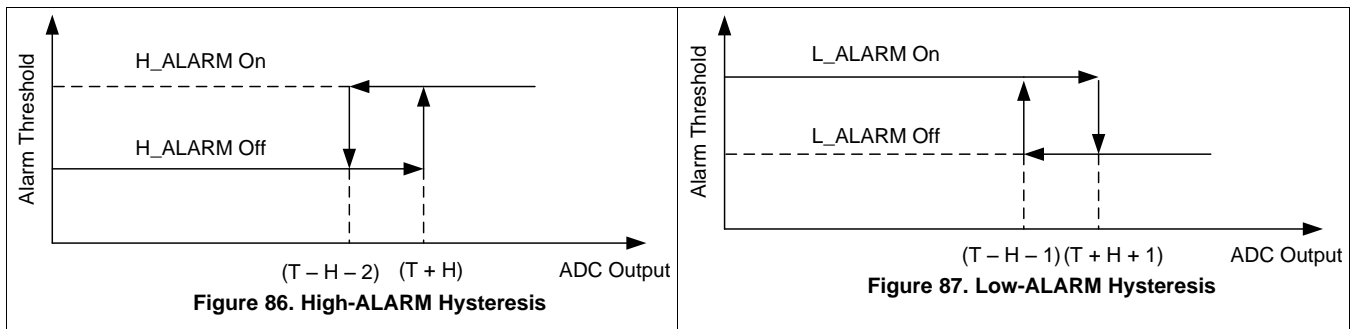 Alarm Threshold
H_ALARM On
H_ALARM Off
(T – H – 2) (T + H) ADC Output
Figure 86. High-ALARM Hysteresis
Alarm Threshold
L_ALARM On
L_ALARM Off
(T – H – 1) (T + H + 1) ADC Output
Figure 87. Low-ALARM Hysteresis